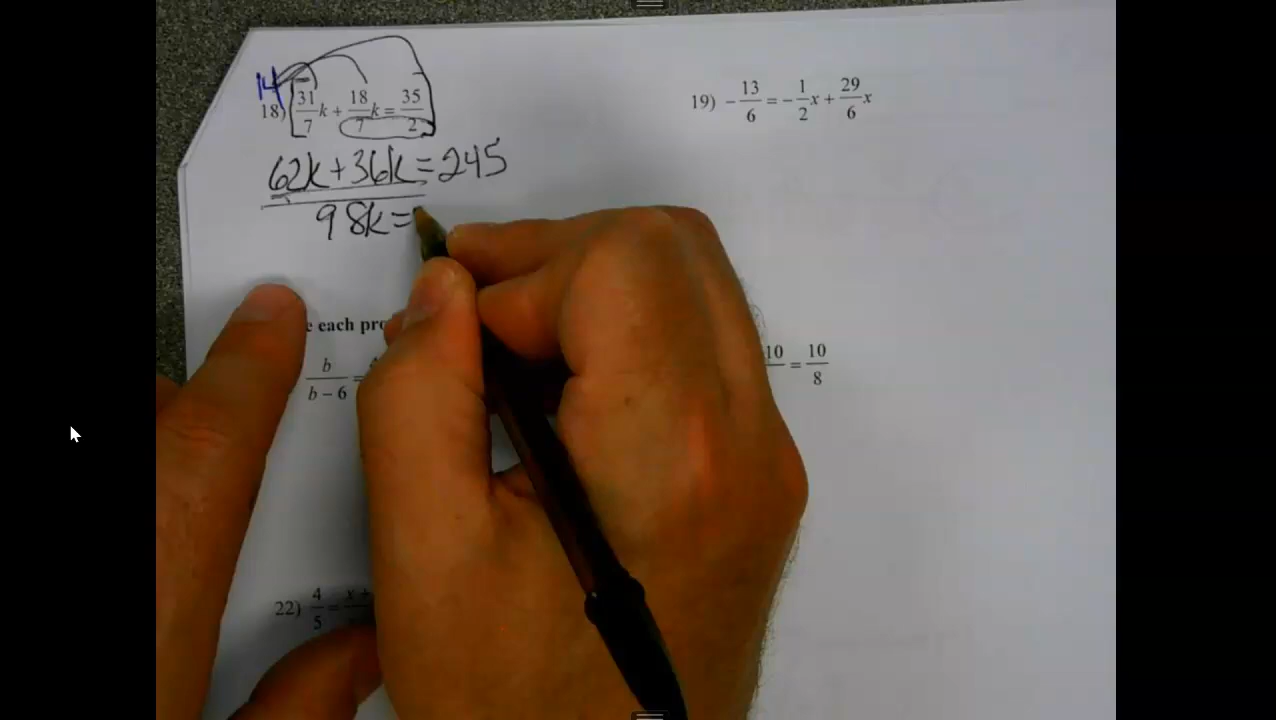 14
18) 31/7 k + 18/7 k = 35/2
62k+36k=245
98k=
19) - 13/6 = - 1/2 x + 29/6 x
e each pro
b/(b - 6) =
10 = 10/8
22) 4/5 = x +